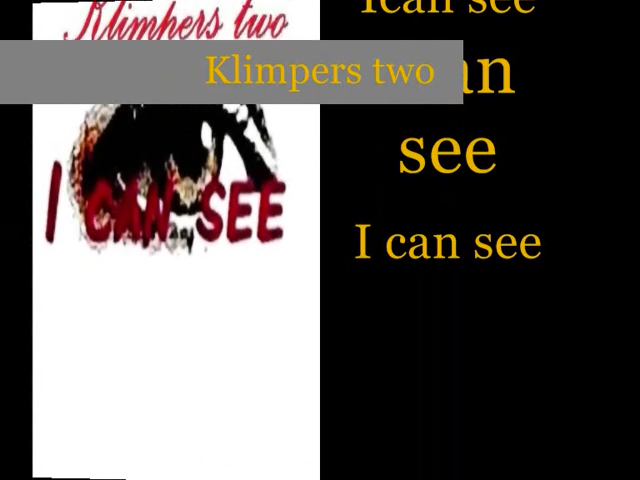 Klimpers two
Klimpers two
I CAN SEE
Ican see
see
I can see